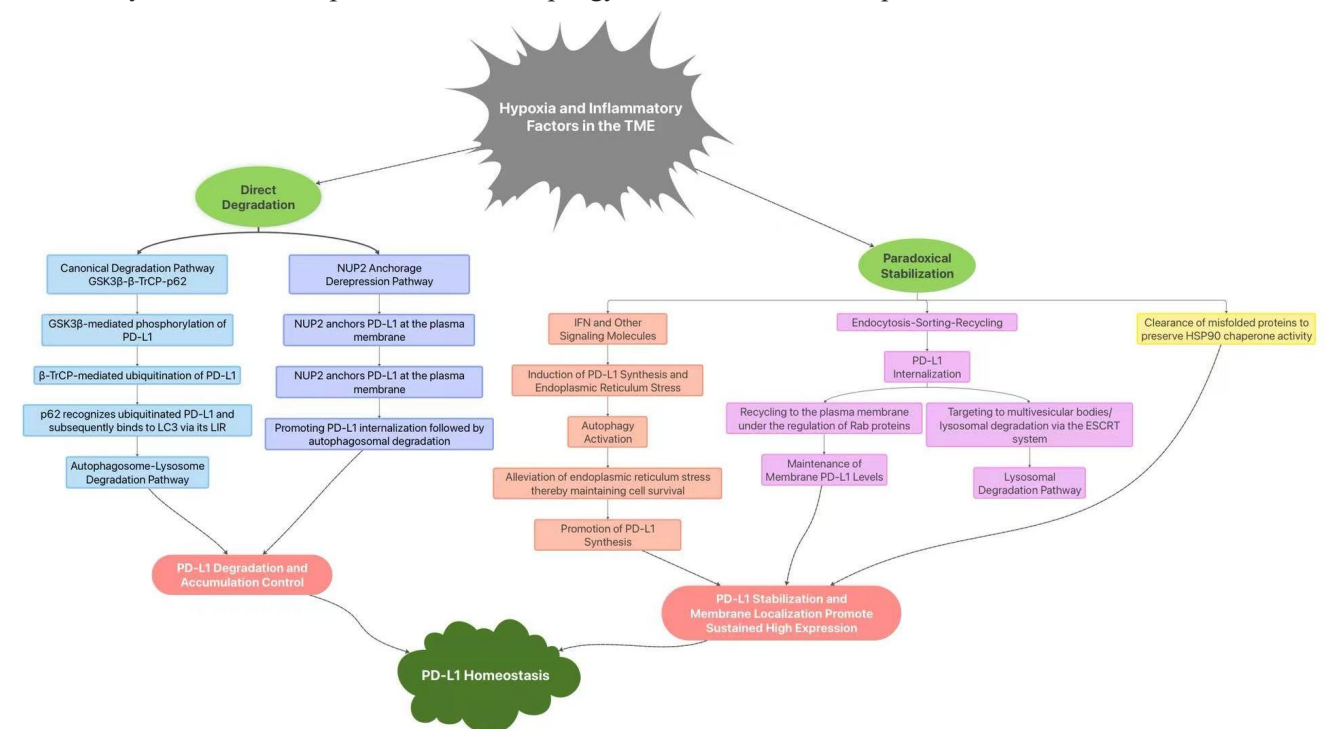 Hypoxia and Inflammatory
Factors in the TME
Direct
Degradation
Paradoxical
Stabilization
Canonical Degradation Pathway
GSK3β-β-TrCP-p62
GSK3β-mediated phosphorylation of
PD-L1
β-TrCP-mediated ubiquitination of PD-L1
p62 recognizes ubiquitinated PD-L1 and
subsequently binds to LC3 via its LIR
Autophagosome-Lysosome
Degradation Pathway
NUP2 Anchorage
Derepression Pathway
NUP2 anchors PD-L1 at the plasma
membrane
NUP2 anchors PD-L1 at the plasma
membrane
Promoting PD-L1 internalization followed by
autophagosomal degradation
IFN and Other
Signaling Molecules
Induction of PD-L1 Synthesis and
Endoplasmic Reticulum Stress
Autophagy
Activation
Alleviation of endoplasmic reticulum stress
thereby maintaining cell survival
Promotion of PD-L1
Synthesis
Endocytosis-Sorting-Recycling
PD-L1
Internalization
Recycling to the plasma membrane
under the regulation of Rab proteins
Maintenance of
Membrane PD-L1 Levels
Targeting to multivesicular bodies/
lysosomal degradation via the ESCRT
system
Lysosomal
Degradation Pathway
Clearance of misfolded proteins to
preserve HSP90 chaperone activity
PD-L1 Degradation and
Accumulation Control
PD-L1 Stabilization and
Membrane Localization Promote
Sustained High Expression
PD-L1 Homeostasis